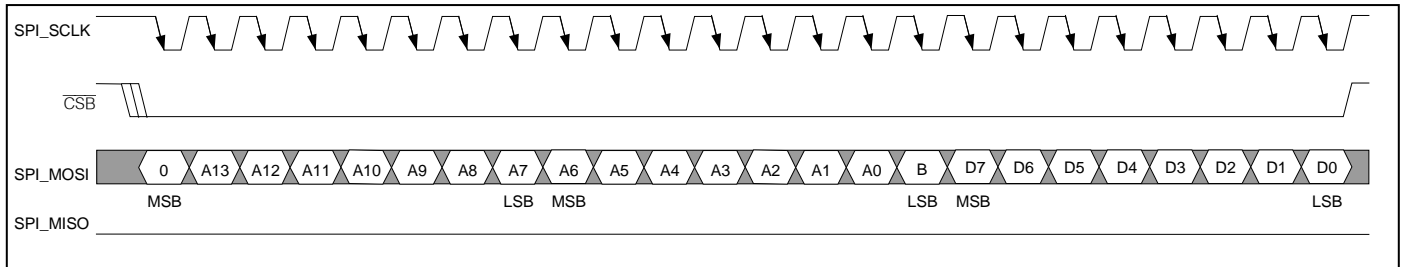 SPI_SCLK
CSB
SPI_MOSI 0 A13 A12 A11 A10 A9 A8 A7 A6 A5 A4 A3 A2 A1 A0 B D7 D6 D5 D4 D3 D2 D1 D0
MSB LSB MSB LSB MSB LSB
SPI_MISO